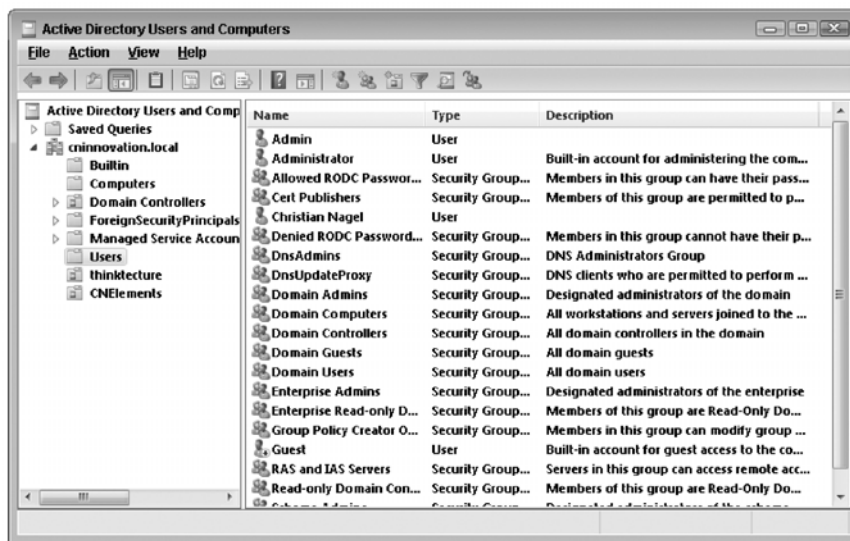 Active Directory Users and Computers
File Action View Help
Active Directory Users and Comp
Saved Queries
cninnovation.local
Builtin
Computers
Domain Controllers
ForeignSecurityPrincipals
Managed Service Accoun
Users
thinktecture
CNElements
Name Type Description
Admin User
Administrator User Built-in account for administering the com...
Allowed RODC Passwor... Security Group... Members in this group can have their pass...
Cert Publishers Security Group... Members of this group are permitted to p...
Christian Nagel User
Denied RODC Password... Security Group... Members in this group cannot have their p...
DnsAdmins Security Group... DNS Administrators Group
DnsUpdateProxy Security Group... DNS clients who are permitted to perform ...
Domain Admins Security Group... Designated administrators of the domain
Domain Computers Security Group... All workstations and servers joined to the ...
Domain Controllers Security Group... All domain controllers in the domain
Domain Guests Security Group... All domain guests
Domain Users Security Group... All domain users
Enterprise Admins Security Group... Designated administrators of the enterprise
Enterprise Read-only D... Security Group... Members of this group are Read-Only Do...
Group Policy Creator O... Security Group... Members in this group can modify group ...
Guest User Built-in account for guest access to the co...
RAS and IAS Servers Security Group... Servers in this group can access remote acc...
Read-only Domain Con... Security Group... Members of this group are Read-Only Do...